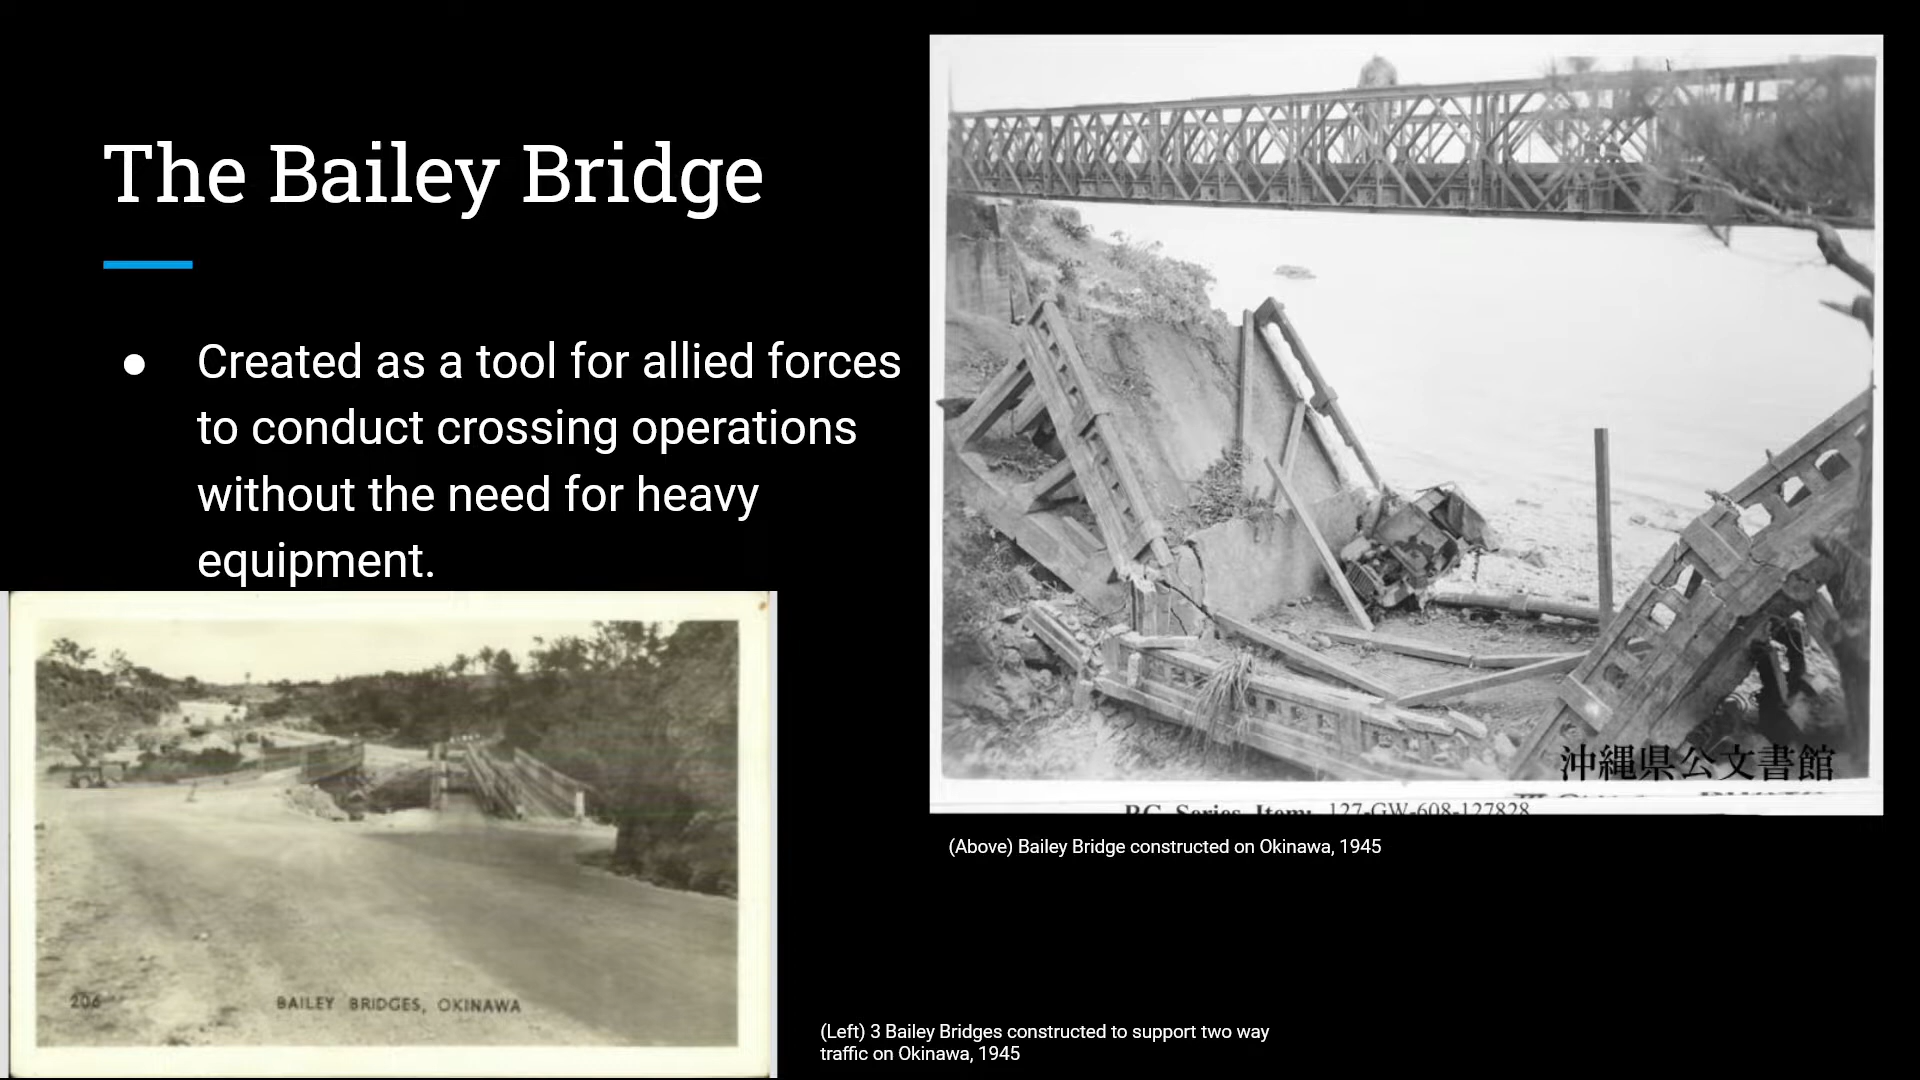 The Bailey Bridge
● Created as a tool for allied forces
to conduct crossing operations
without the need for heavy
equipment.
沖縄県公文書館
RG Series Item: 127-GW-608-127828
(Above) Bailey Bridge constructed on Okinawa, 1945
206 BAILEY BRIDGES, OKINAWA
(Left) 3 Bailey Bridges constructed to support two way
traffic on Okinawa, 1945